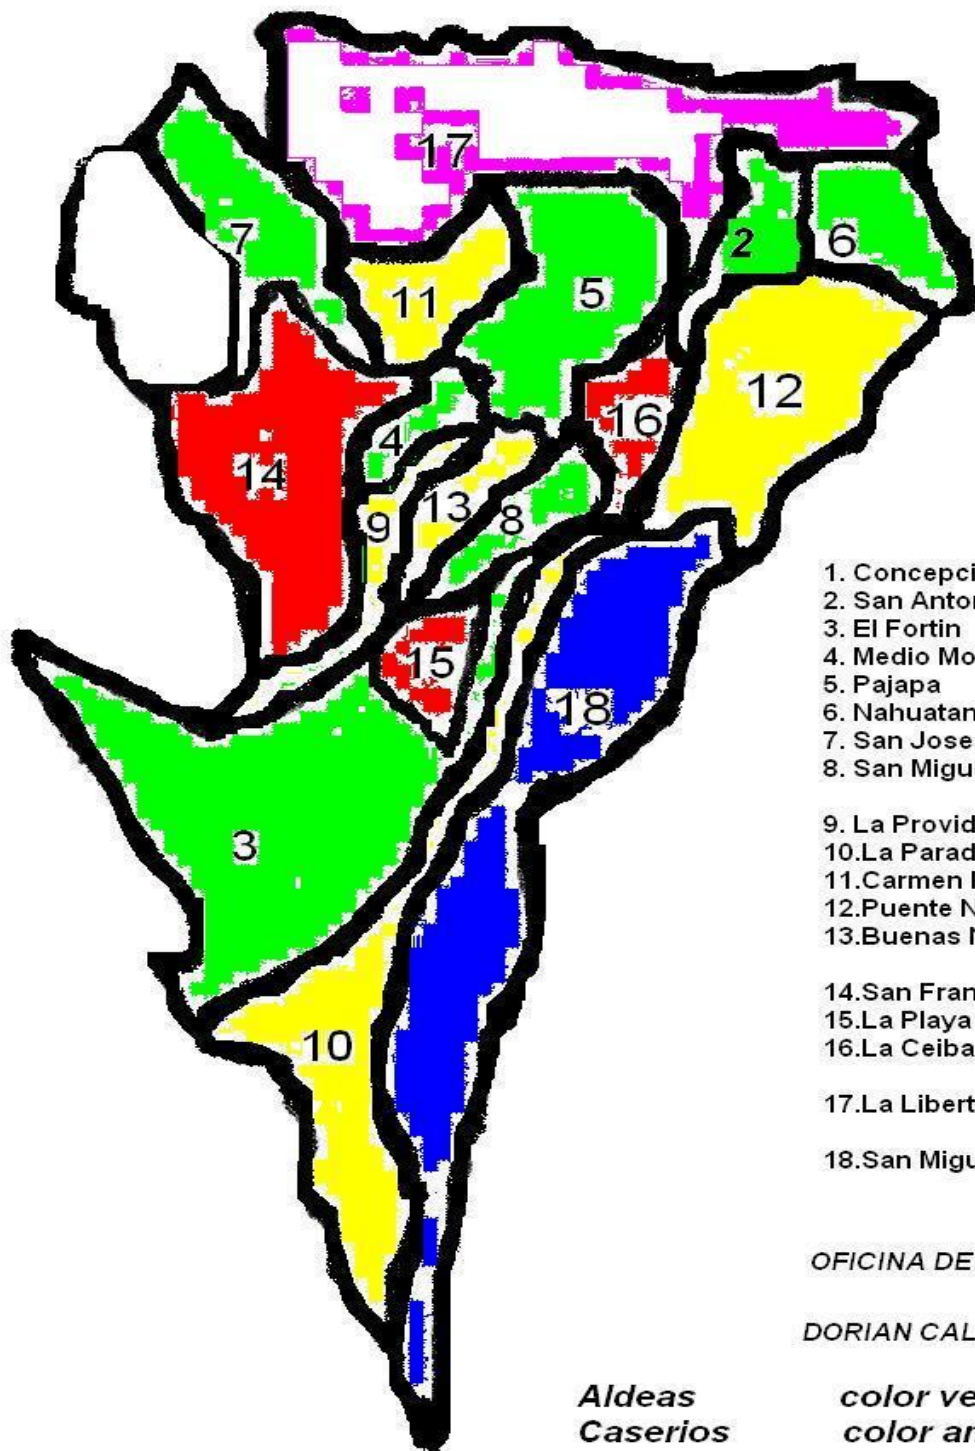 17
7
2
6
11
5
12
16
4
14
13
9
8
15
18
3
10
1. Concepci
2. San Anton
3. El Fortin
4. Medio Mo
5. Pajapa
6. Nahuatan
7. San Jose
8. San Migu
9. La Provid
10.La Parad
11.Carmen
12.Puente N
13.Buenas N
14.San Fran
15.La Playa
16.La Ceiba
17.La Libert
18.San Migu
OFICINA DE
DORIAN CAL
Aldeas color ve
Caserios color ar